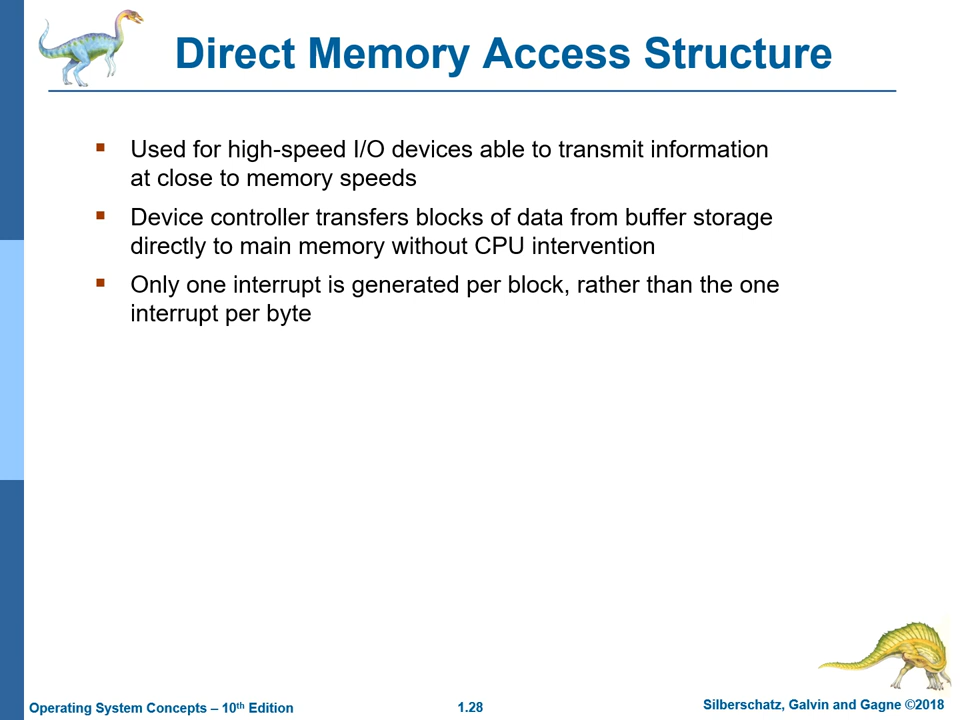 Direct Memory Access Structure
▪ Used for high-speed I/O devices able to transmit information
at close to memory speeds
▪ Device controller transfers blocks of data from buffer storage
directly to main memory without CPU intervention
▪ Only one interrupt is generated per block, rather than the one
interrupt per byte
Operating System Concepts – 10th Edition
1.28
Silberschatz, Galvin and Gagne ©2018